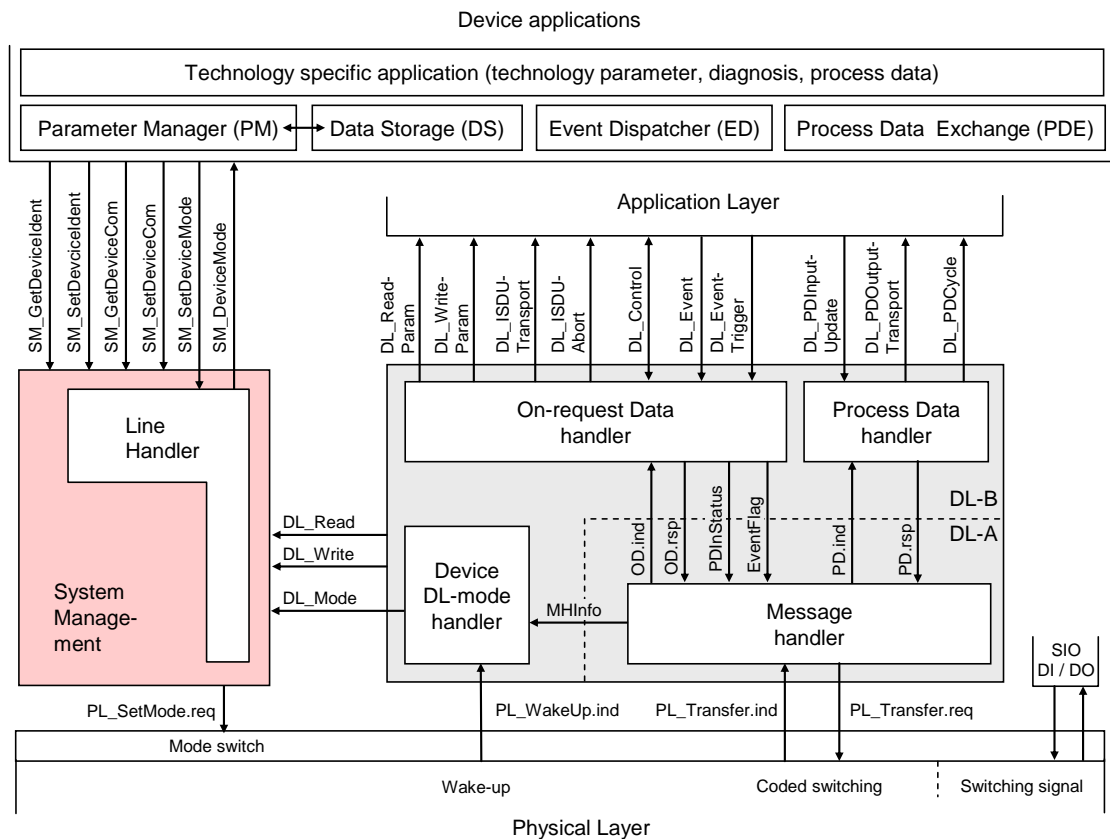 Device applications
Technology specific application (technology parameter, diagnosis, process data)
Parameter Manager (PM)
Data Storage (DS)
Event Dispatcher (ED)
Process Data Exchange (PDE)
SM_GetDeviceIdent
SM_SetDevciceIdent
SM_GetDeviceCom
SM_SetDeviceCom
SM_SetDeviceMode
SM_DeviceMode
Application Layer
DL_Read-
Param
DL_Write-
Param
DL_ISDU-
Transport
DL_ISDU-
Abort
DL_Control
DL_Event
DL_Event-
Trigger
DL_PDInput-
Update
DL_PDOutput-
Transport
DL_PDCycle
Line
Handler
On-request Data
handler
Process Data
handler
DL-B
DL-A
OD.ind
OD.rsp
PDInStatus
EventFlag
PD.ind
PD.rsp
DL_Read
DL_Write
DL_Mode
System
Manage-
ment
Device
DL-mode
handler
MHInfo
Message
handler
SIO
DI / DO
PL_SetMode.req
PL_WakeUp.ind
PL_Transfer.ind
PL_Transfer.req
Mode switch
Wake-up
Coded switching
Switching signal
Physical Layer